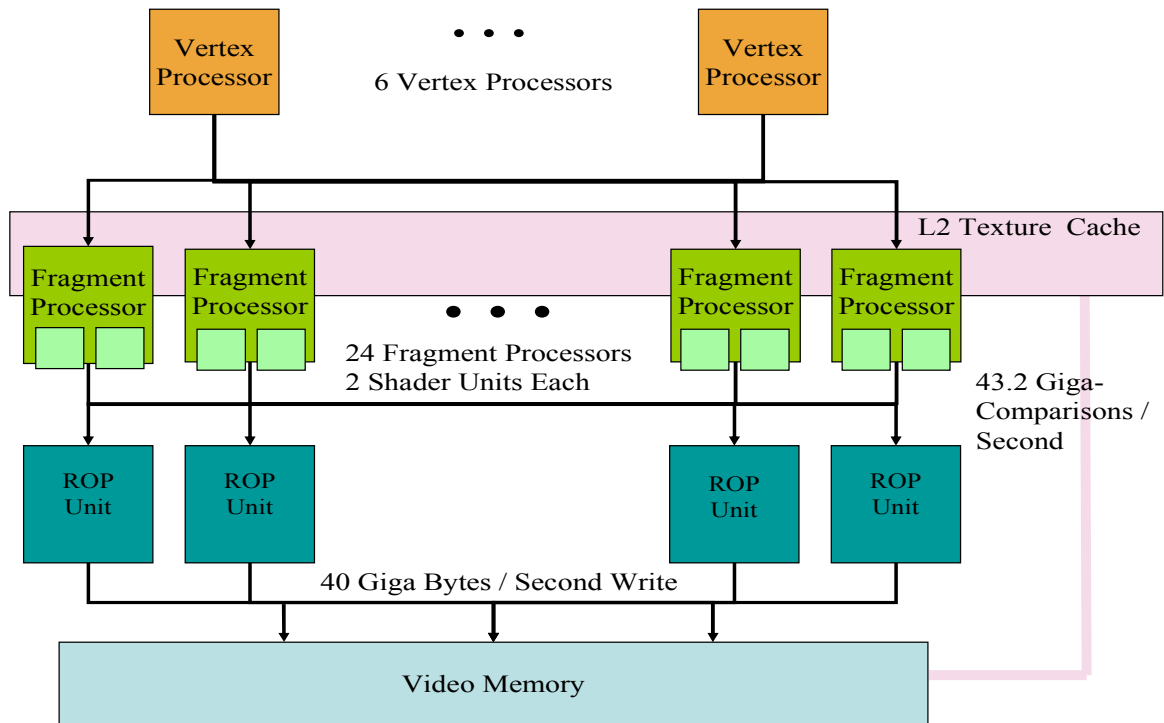 Vertex
Processor
• • •
6 Vertex Processors
Vertex
Processor
L2 Texture Cache
Fragment
Processor
Fragment
Processor
• • •
Fragment
Processor
Fragment
Processor
24 Fragment Processors
2 Shader Units Each
43.2 Giga-
Comparisons /
Second
ROP
Unit
ROP
Unit
ROP
Unit
ROP
Unit
40 Giga Bytes / Second Write
Video Memory